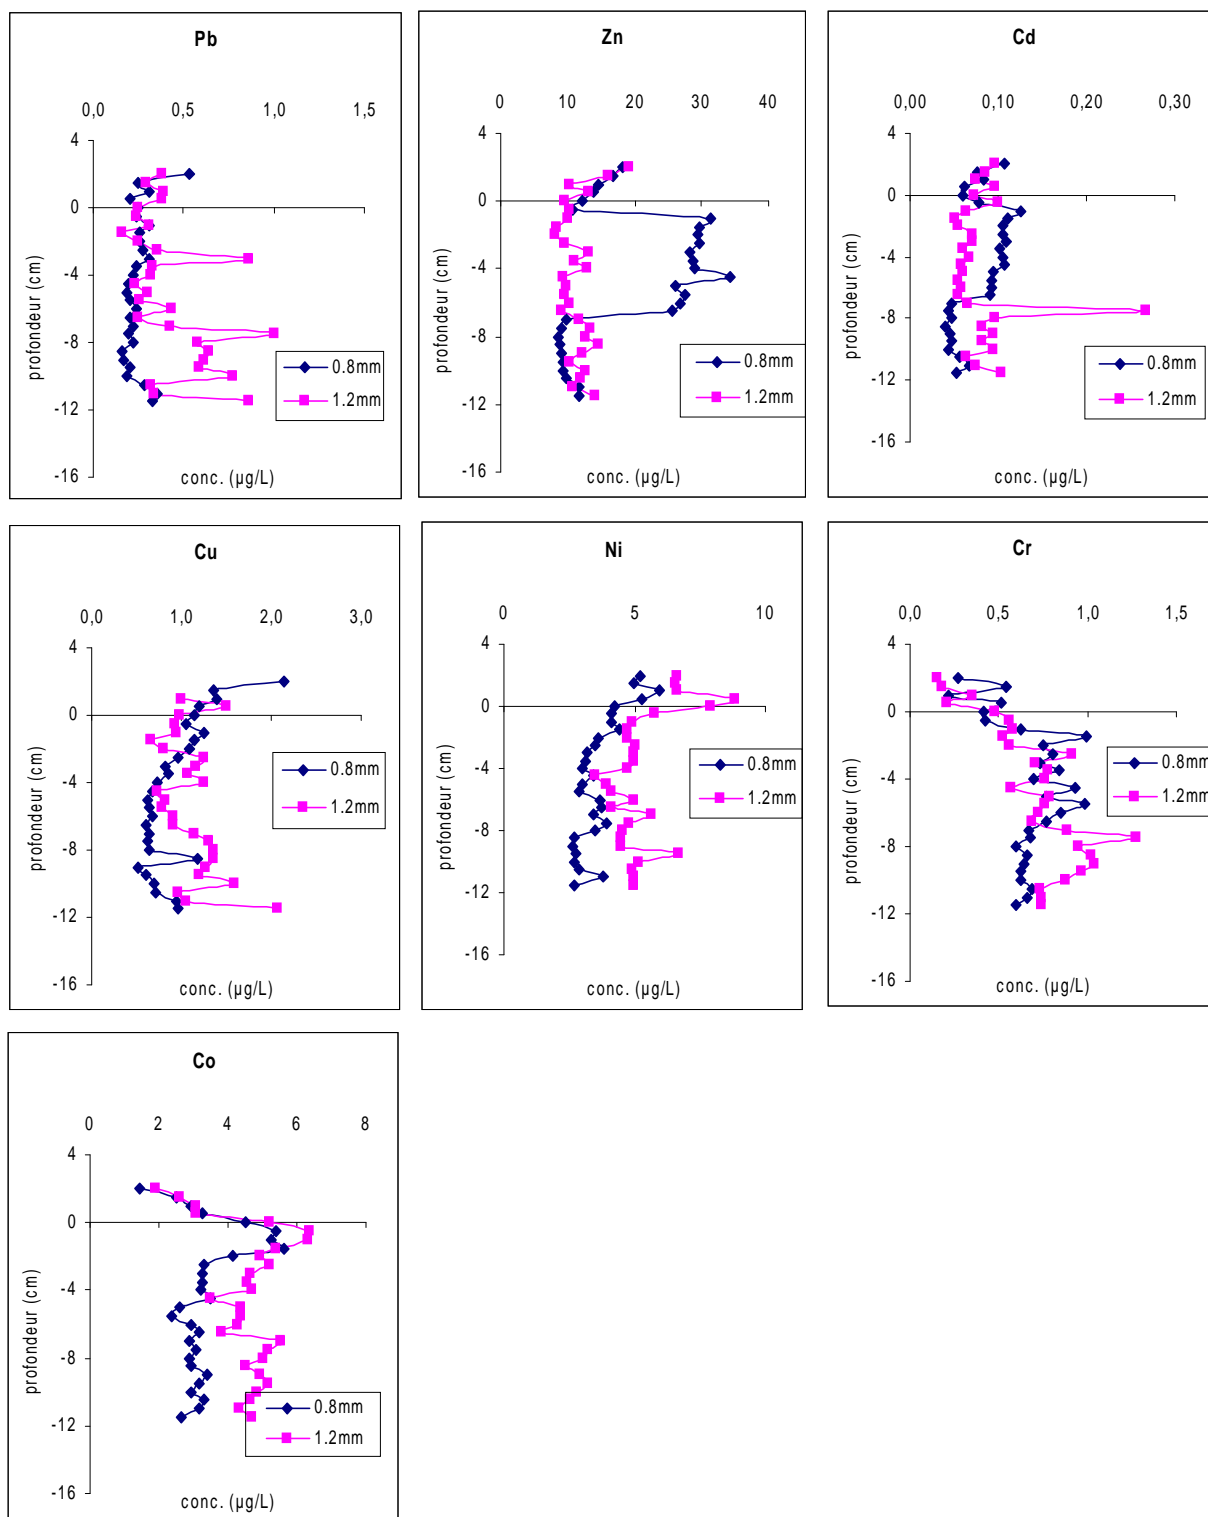 Pb
0,0 0,5 1,0 1,5
4
0
-4
-8
-12
-16
profondeur (cm)
conc. (µg/L)
0.8mm
1.2mm
Zn
0 10 20 30 40
4
0
-4
-8
-12
-16
profondeur (cm)
conc. (µg/L)
0.8mm
1.2mm
Cd
0,00 0,10 0,20 0,30
4
0
-4
-8
-12
-16
profondeur (cm)
conc. (µg/L)
0.8mm
1.2mm
Cu
0,0 1,0 2,0 3,0
4
0
-4
-8
-12
-16
profondeur (cm)
conc. (µg/L)
0.8mm
1.2mm
Ni
0 5 10
4
0
-4
-8
-12
-16
profondeur (cm)
conc. (µg/L)
0.8mm
1.2mm
Cr
0,0 0,5 1,0 1,5
4
0
-4
-8
-12
-16
profondeur (cm)
conc. (µg/L)
0.8mm
1.2mm
Co
0 2 4 6 8
4
0
-4
-8
-12
-16
profondeur (cm)
conc. (µg/L)
0.8mm
1.2mm